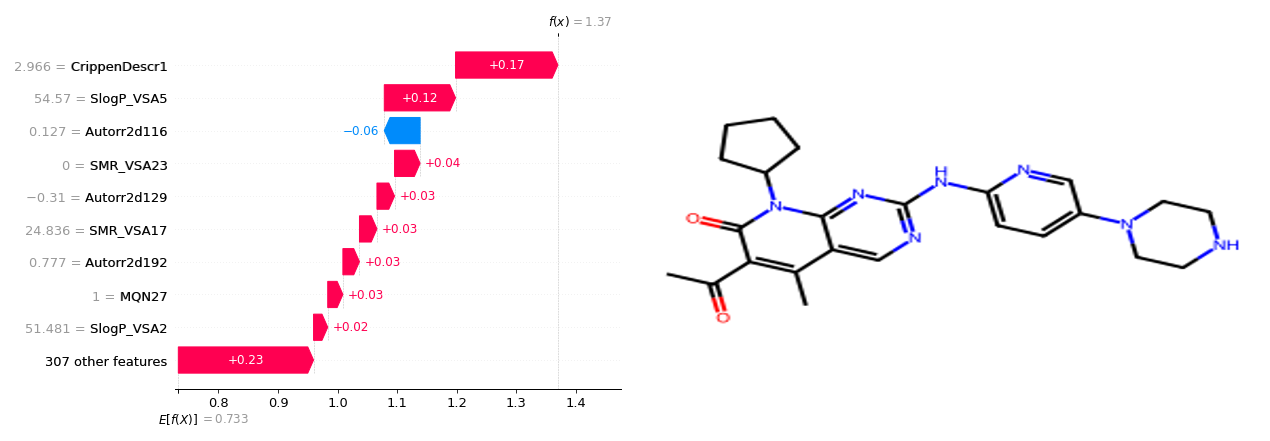 f(x) = 1.37
2.966 = CrippenDescr1
+0.17
54.57 = SlogP_VSA5
+0.12
0.127 = Autorr2d116
−0.06
0 = SMR_VSA23
+0.04
−0.31 = Autorr2d129
+0.03
24.836 = SMR_VSA17
+0.03
0.777 = Autorr2d192
+0.03
1 = MQN27
+0.03
51.481 = SlogP_VSA2
+0.02
307 other features
+0.23
0.8 0.9 1.0 1.1 1.2 1.3 1.4
E[f(X)] = 0.733
H
N
N
N
N
O
N
N
N
NH
O